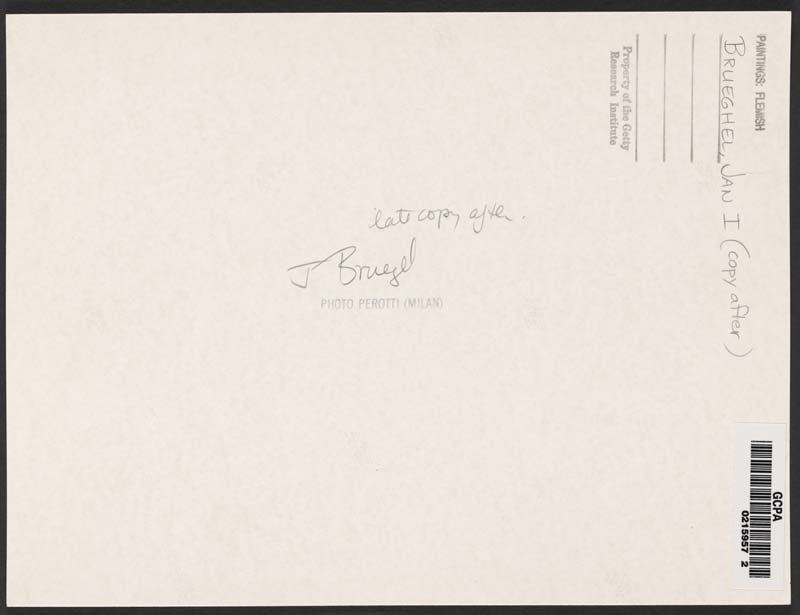 PAINTINGS: FLEMISH
BRUEGHEL, JAN I (copy after)
Property of the Getty
Research Institute
late copy after.
J Bruegel
PHOTO PEROTTI (MILAN)
GCPA
0215957 2